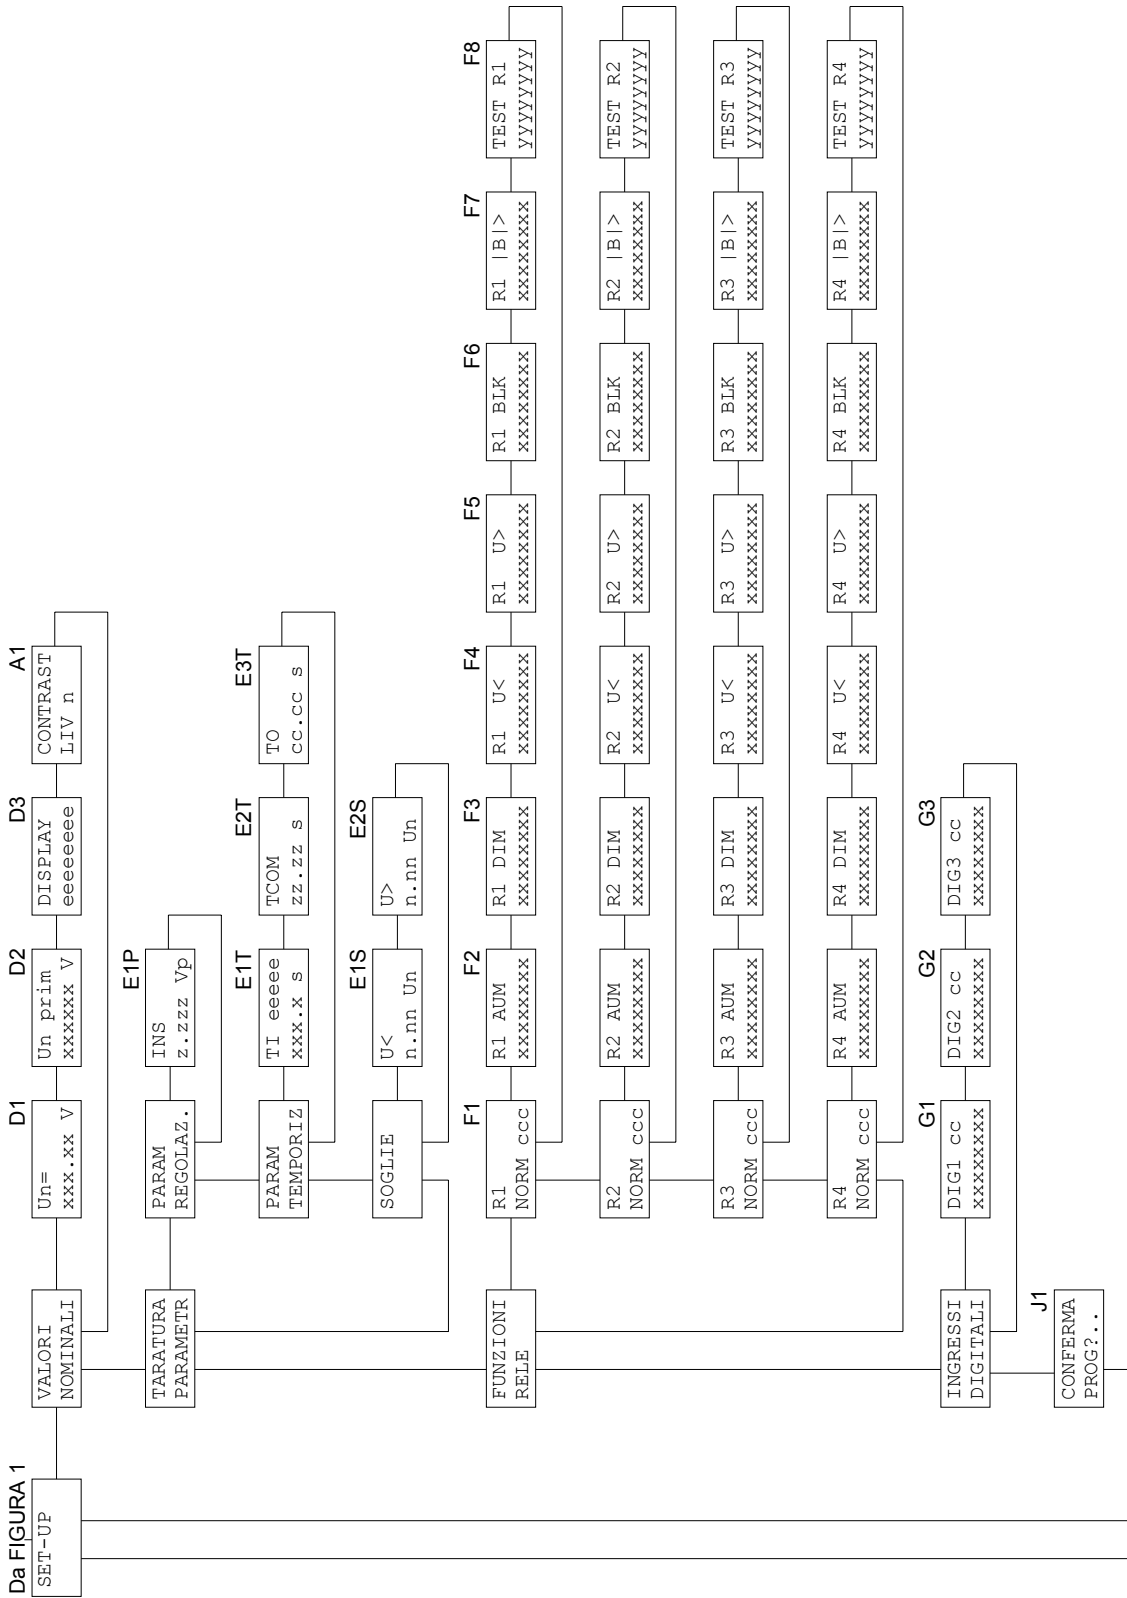 Da FIGURA 1
SET-UP
VALORI
NOMINALI
D1
Un=
xxx.xx V
D2
Un prim
xxxxxx V
D3
DISPLAY
eeeeeeee
A1
CONTRAST
LIV n
TARATURA
PARAMETR
PARAM
REGOLAZ.
E1P
INS
z.zzz Vp
PARAM
TEMPORIZ
E1T
TI eeeee
xxx.x s
E2T
TCOM
zz.zz s
E3T
TO
cc.cc s
SOGLIE
E1S
U<
n.nn Un
E2S
U>
n.nn Un
FUNZIONI
RELE
F1
R1
NORM ccc
F2
R1 AUM
xxxxxxxx
F3
R1 DIM
xxxxxxxx
F4
R1 U<
xxxxxxxx
F5
R1 U>
xxxxxxxx
F6
R1 BLK
xxxxxxxx
F7
R1 |B|>
xxxxxxxx
F8
TEST R1
yyyyyyyy
R2
NORM ccc
R2 AUM
xxxxxxxx
R2 DIM
xxxxxxxx
R2 U<
xxxxxxxx
R2 U>
xxxxxxxx
R2 BLK
xxxxxxxx
R2 |B|>
xxxxxxxx
TEST R2
yyyyyyyy
R3
NORM ccc
R3 AUM
xxxxxxxx
R3 DIM
xxxxxxxx
R3 U<
xxxxxxxx
R3 U>
xxxxxxxx
R3 BLK
xxxxxxxx
R3 |B|>
xxxxxxxx
TEST R3
yyyyyyyy
R4
NORM ccc
R4 AUM
xxxxxxxx
R4 DIM
xxxxxxxx
R4 U<
xxxxxxxx
R4 U>
xxxxxxxx
R4 BLK
xxxxxxxx
R4 |B|>
xxxxxxxx
TEST R4
yyyyyyyy
INGRESSI
DIGITALI
G1
DIG1 cc
xxxxxxxx
G2
DIG2 cc
xxxxxxxx
G3
DIG3 cc
xxxxxxxx
J1
CONFERMA
PROG?..